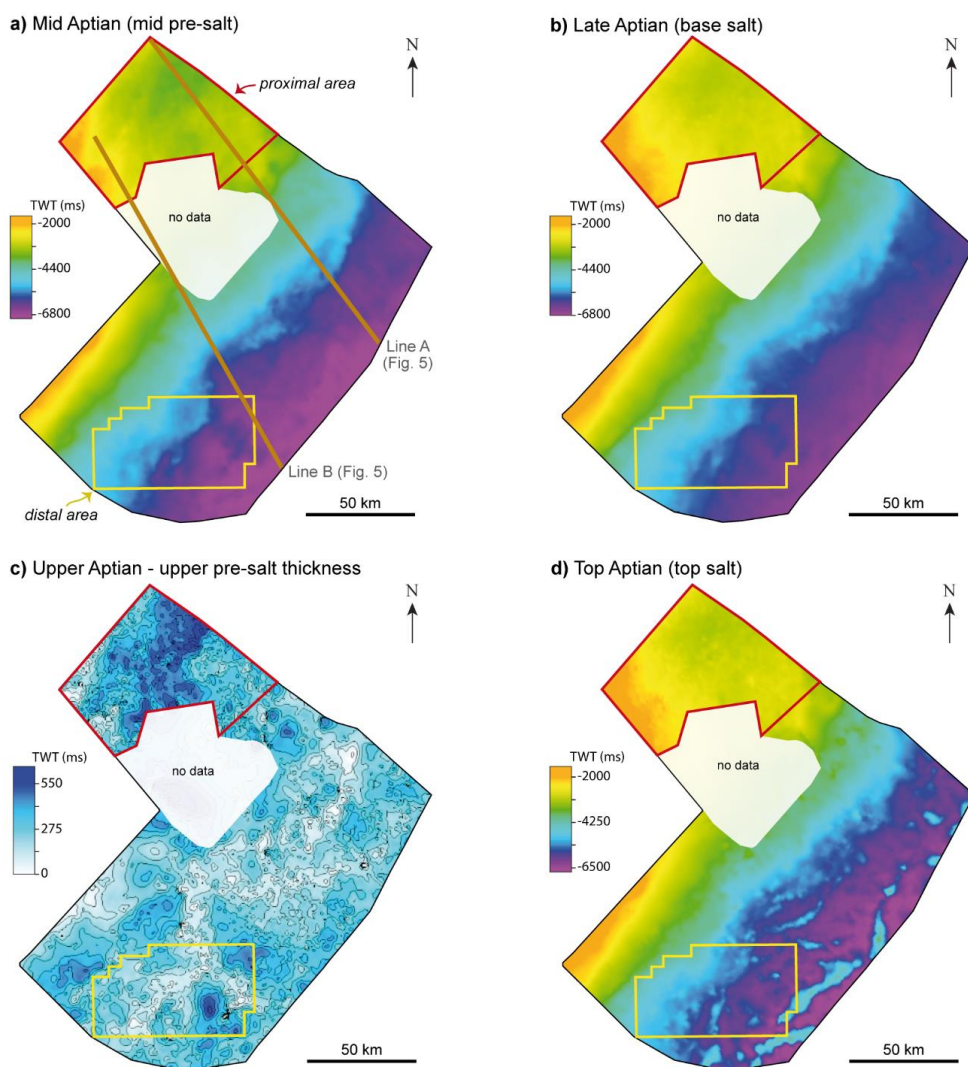 a) Mid Aptian (mid pre-salt)
N
proximal area
TWT (ms)
-2000
-4400
-6800
no data
Line A
(Fig. 5)
Line B (Fig. 5)
distal area
50 km
b) Late Aptian (base salt)
N
TWT (ms)
-2000
-4400
-6800
no data
50 km
c) Upper Aptian - upper pre-salt thickness
N
TWT (ms)
550
275
0
no data
50 km
d) Top Aptian (top salt)
N
TWT (ms)
-2000
-4250
-6500
no data
50 km